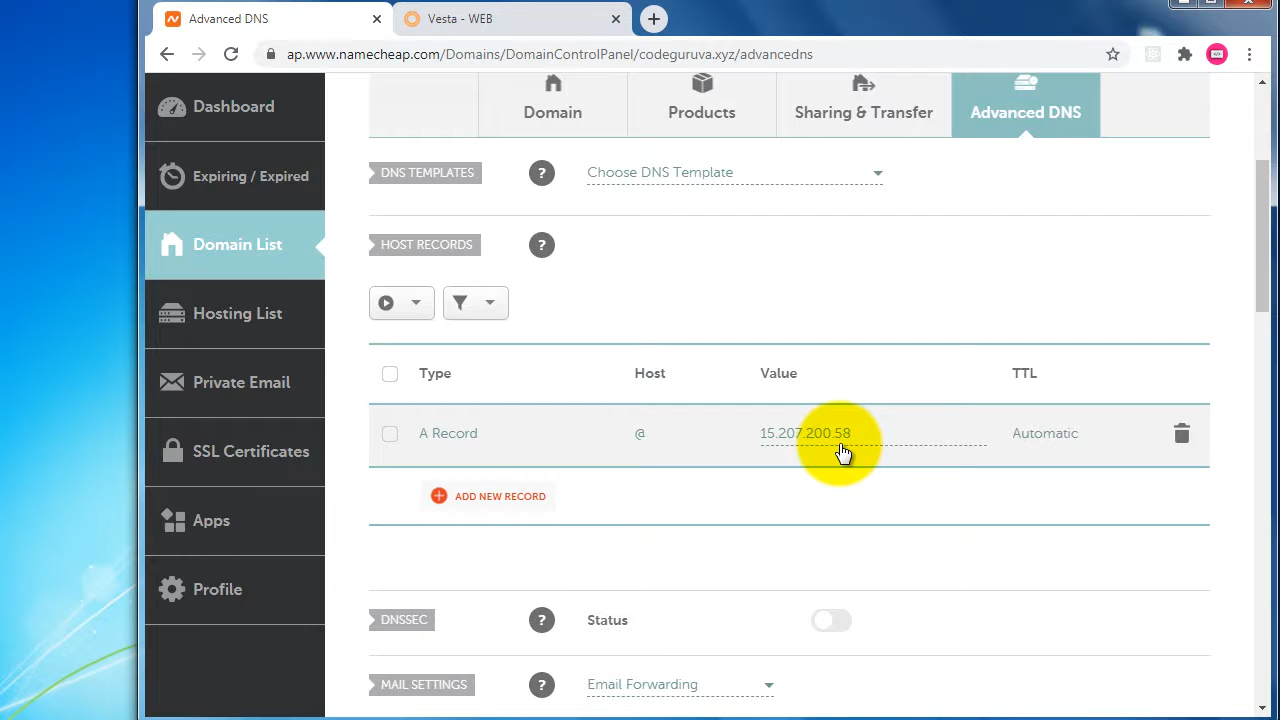 Advanced DNS
Vesta - WEB
ap.www.namecheap.com/Domains/DomainControlPanel/codeguruva.xyz/advanceddns
Dashboard
Expiring / Expired
Domain List
Hosting List
Private Email
SSL Certificates
Apps
Profile
Domain
Products
Sharing & Transfer
Advanced DNS
DNS TEMPLATES
?
Choose DNS Template
HOST RECORDS
?
Type Host Value TTL
A Record @ 15.207.200.58 Automatic
ADD NEW RECORD
DNSSEC
?
Status
MAIL SETTINGS
?
Email Forwarding